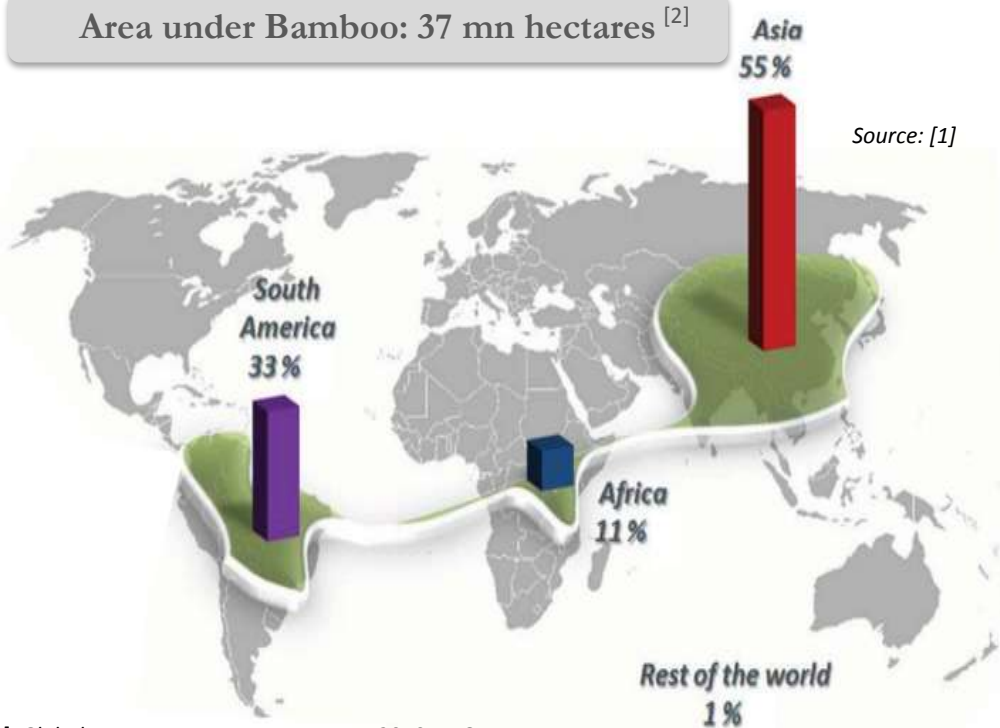 Area under Bamboo: 37 mn hectares [2]
Asia
55%
Source: [1]
South
America
33%
Africa
11%
Rest of the world
1%